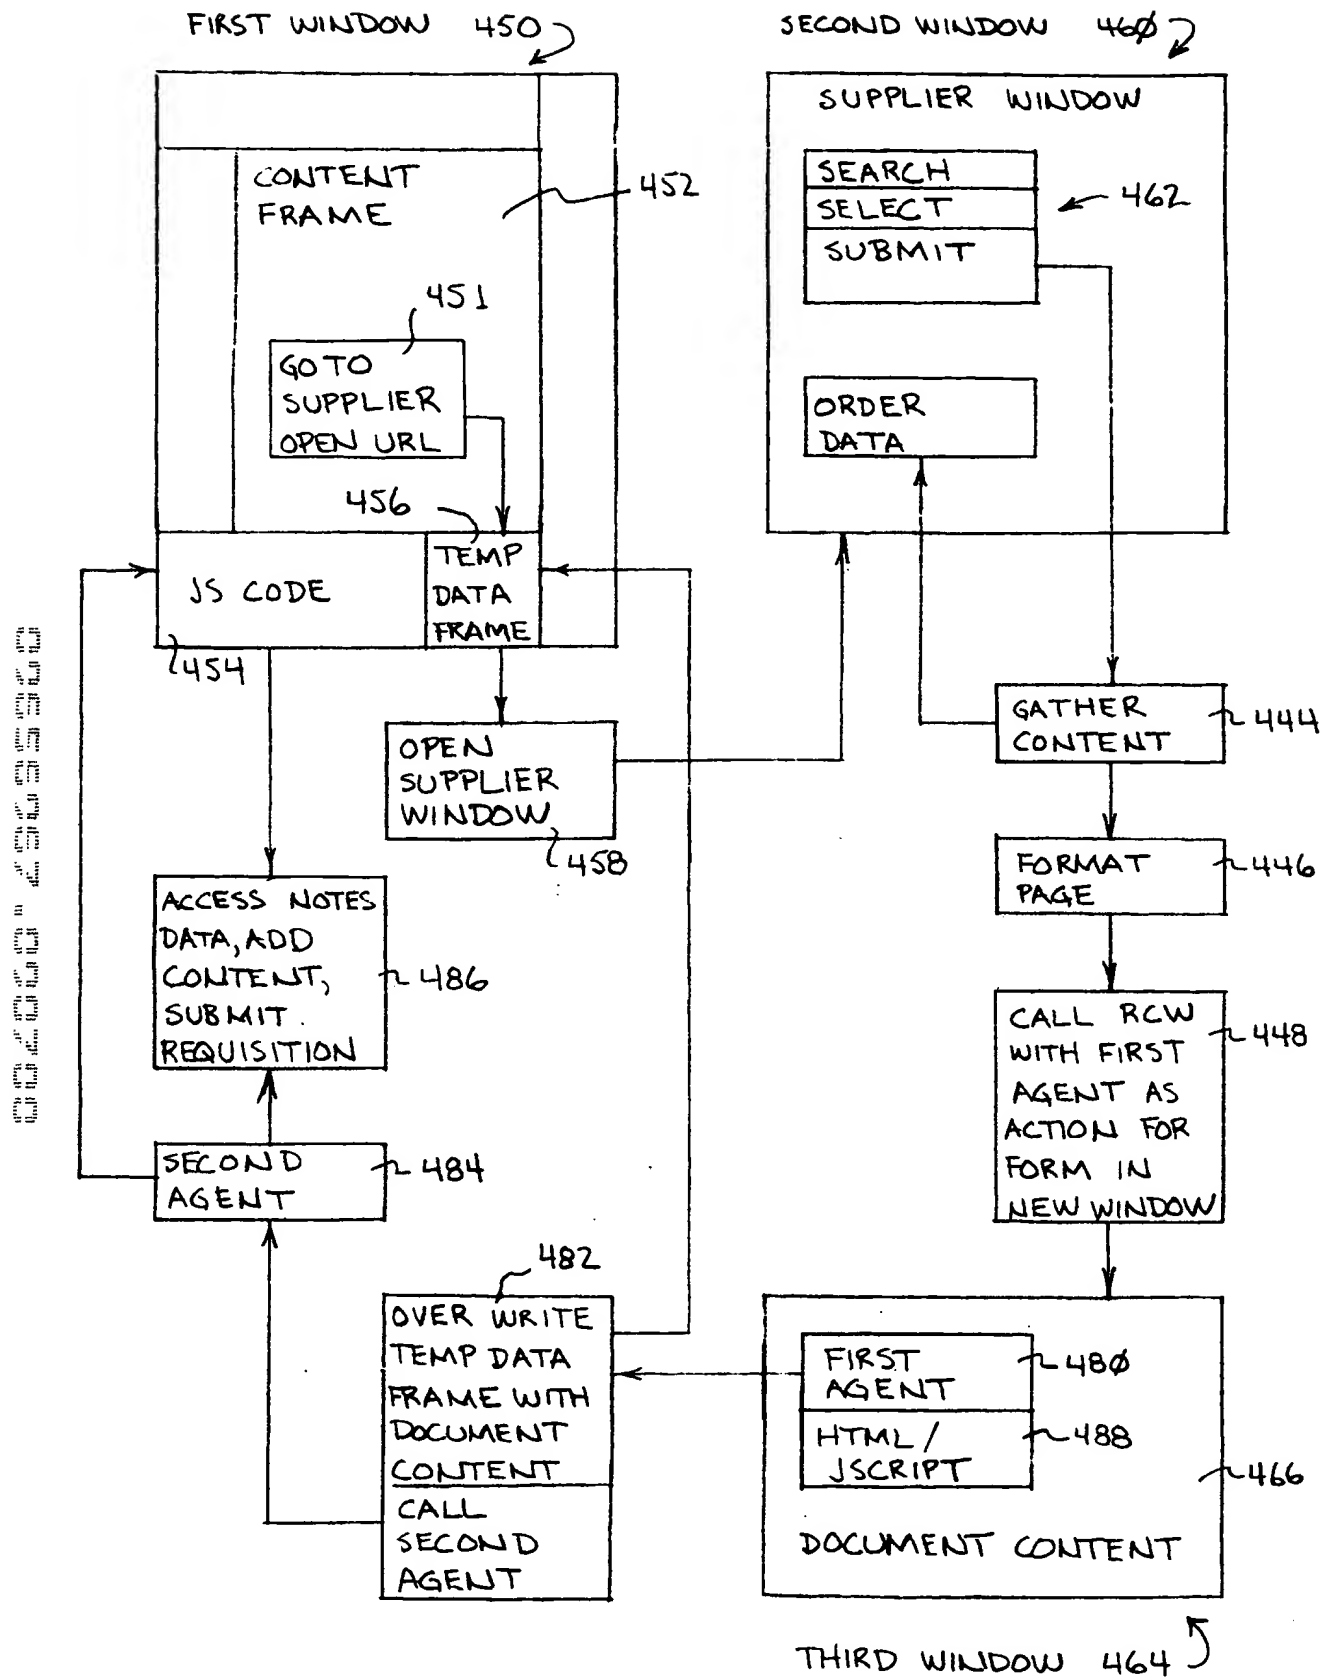 FIRST WINDOW 450
CONTENT
FRAME
452
451
GO TO
SUPPLIER
OPEN URL
456
JS CODE
TEMP
DATA
FRAME
454
OPEN
SUPPLIER
WINDOW
458
ACCESS NOTES
DATA, ADD
CONTENT,
SUBMIT
REQUISITION
486
SECOND
AGENT
484
482
OVER WRITE
TEMP DATA
FRAME WITH
DOCUMENT
CONTENT
CALL
SECOND
AGENT
SECOND WINDOW 460
SUPPLIER WINDOW
SEARCH
SELECT
SUBMIT
462
ORDER
DATA
GATHER
CONTENT
444
FORMAT
PAGE
446
CALL RCW
WITH FIRST
AGENT AS
ACTION FOR
FORM IN
NEW WINDOW
448
FIRST
AGENT
480
HTML/
JSCRIPT
488
466
DOCUMENT CONTENT
THIRD WINDOW 464